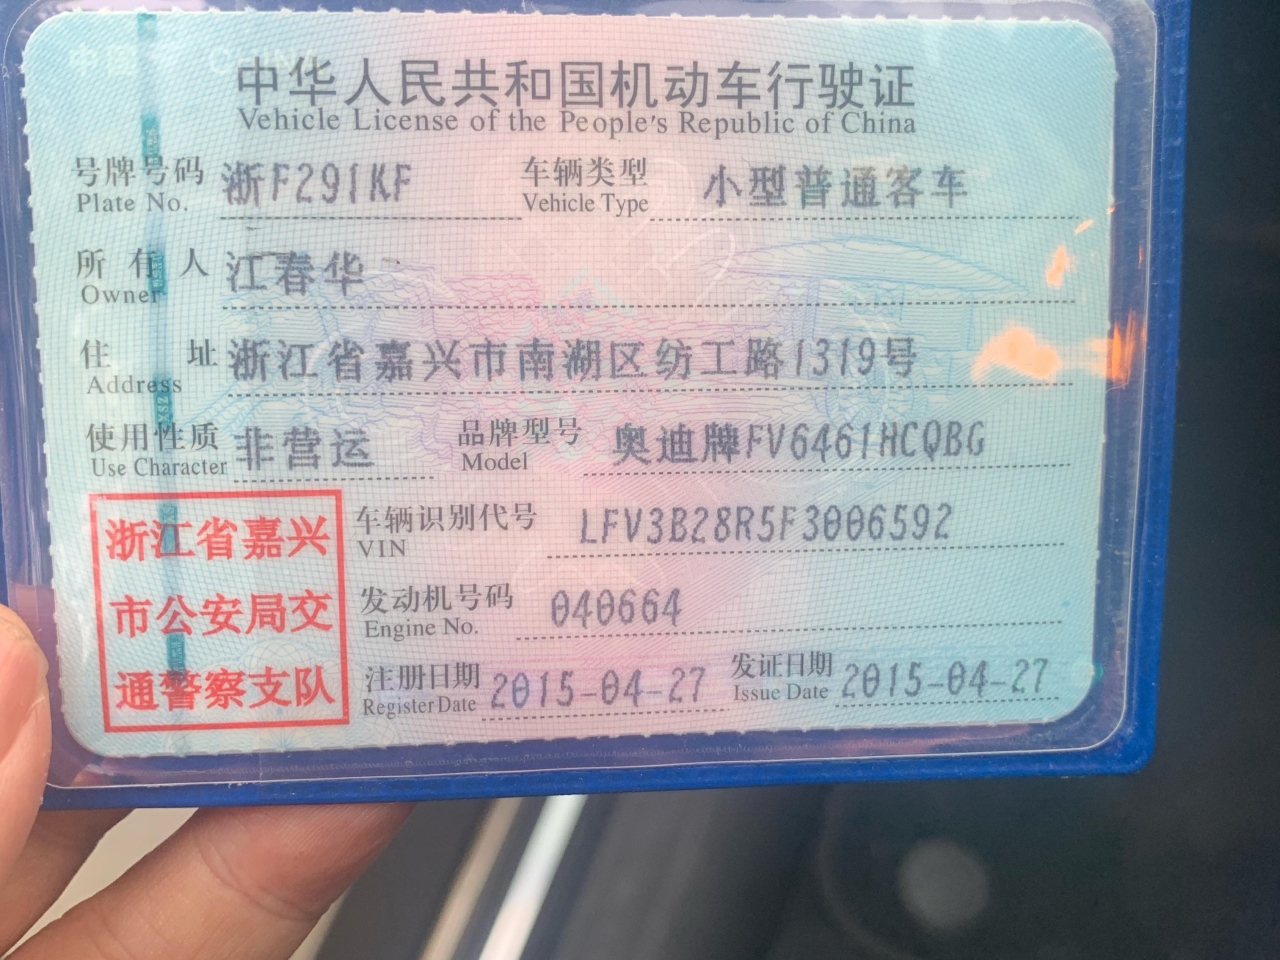 中华人民共和国机动车行驶证
Vehicle License of the People's Republic of China
号牌号码 浙F291KF 车辆类型 小型普通客车
Plate No. Vehicle Type
所有人 江春华
Owner
住址 浙江省嘉兴市南湖区纺工路1319号
Address
使用性质 非营运 品牌型号 奥迪牌FV6461HCQBG
Use Character Model
浙江省嘉兴
市公安局交
通警察支队
车辆识别代号 LFV3B28R5F3006592
VIN
发动机号码 040664
Engine No.
注册日期 2015-04-27 发证日期 2015-04-27
Register Date Issue Date